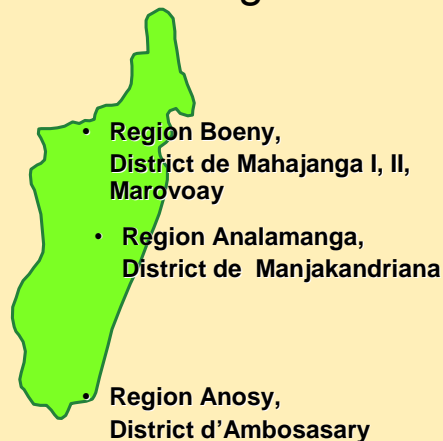 • Region Boeny,
District de Mahajanga I, II,
Marovoay
• Region Analamanga,
District de Manjakandriana
• Region Anosy,
District d'Ambosasary